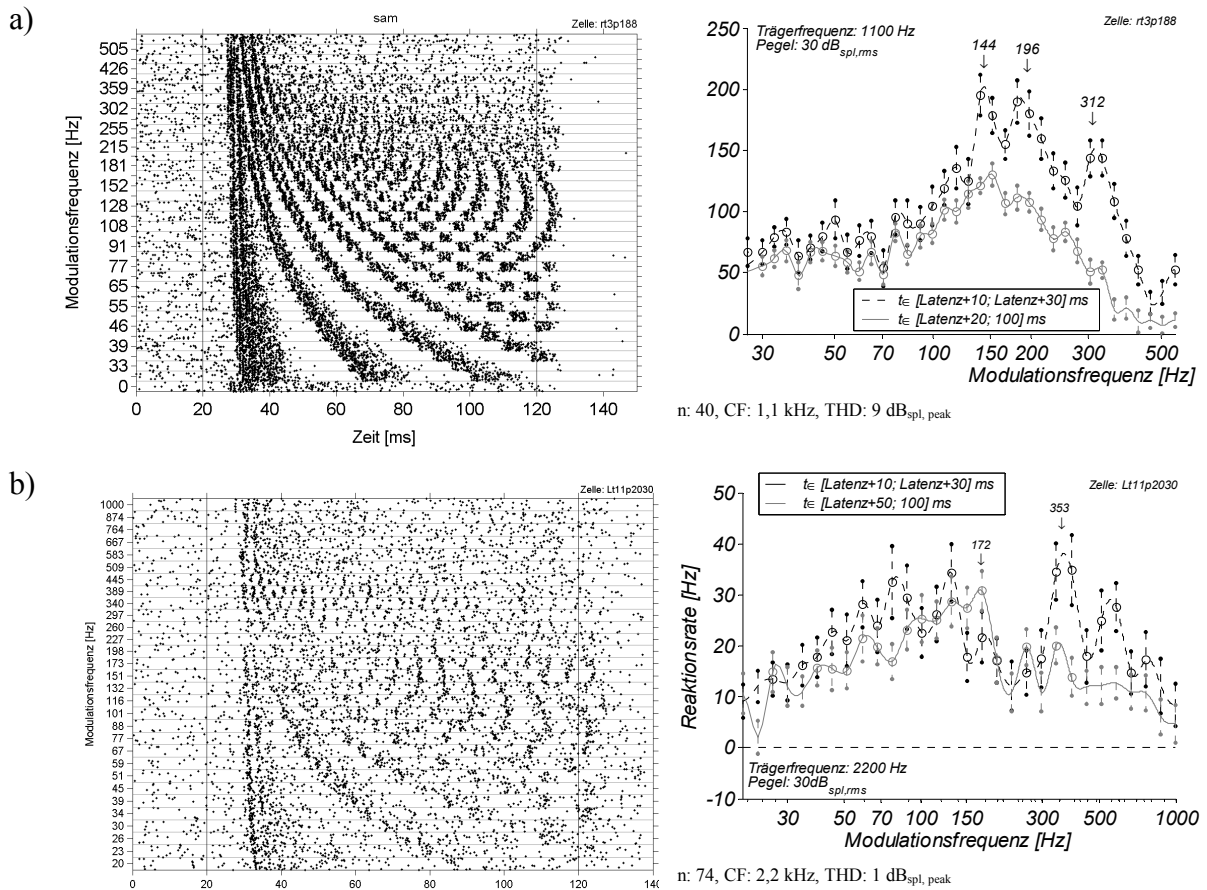 a)
sam
Zelle: rt3p188
Modulationsfrequenz [Hz]
505
426
359
302
255
215
181
152
128
108
91
77
65
55
46
39
33
0
0 20 40 60 80 100 120 140
Zeit [ms]
Zelle: rt3p188
Trägerfrequenz: 1100 Hz
Pegel: 30 dBspl,rms
144 196
312
250
200
150
100
50
0
t∈ [Latenz+10; Latenz+30] ms
t∈ [Latenz+20; 100] ms
30 50 70 100 150 200 300 500
Modulationsfrequenz [Hz]
n: 40, CF: 1,1 kHz, THD: 9 dBspl, peak
b)
Zelle: Lt11p2030
Modulationsfrequenz [Hz]
1000
874
764
667
583
509
445
389
340
297
260
227
198
173
151
132
116
101
88
77
67
59
51
45
39
34
30
26
23
20
0 20 40 60 80 100 120 140
t∈ [Latenz+10; Latenz+30] ms
t∈ [Latenz+50; 100] ms
Zelle: Lt11p2030
353
172
Reaktionsrate [Hz]
50
40
30
20
10
0
-10
Trägerfrequenz: 2200 Hz
Pegel: 30dBspl,rms
30 50 70 100 150 300 500 1000
Modulationsfrequenz [Hz]
n: 74, CF: 2,2 kHz, THD: 1 dBspl, peak